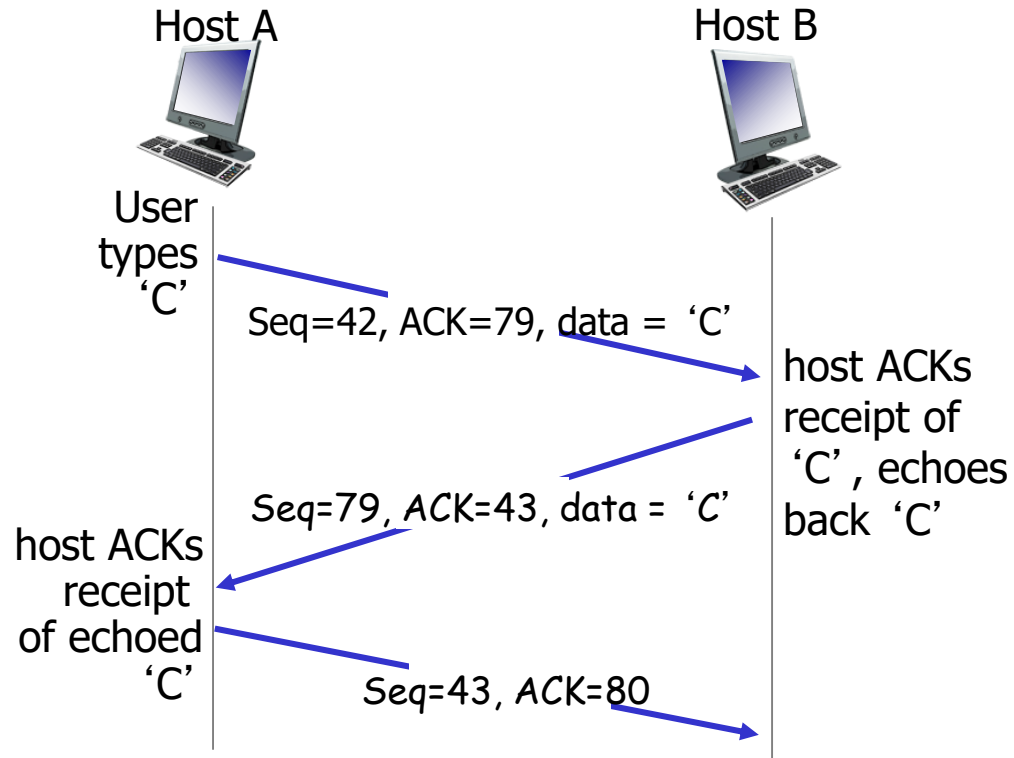 Host A
Host B
User
types
‘C’
Seq=42, ACK=79, data = ‘C’
host ACKs
receipt of
‘C’, echoes
back ‘C’
Seq=79, ACK=43, data = ‘C’
host ACKs
receipt
of echoed
‘C’
Seq=43, ACK=80